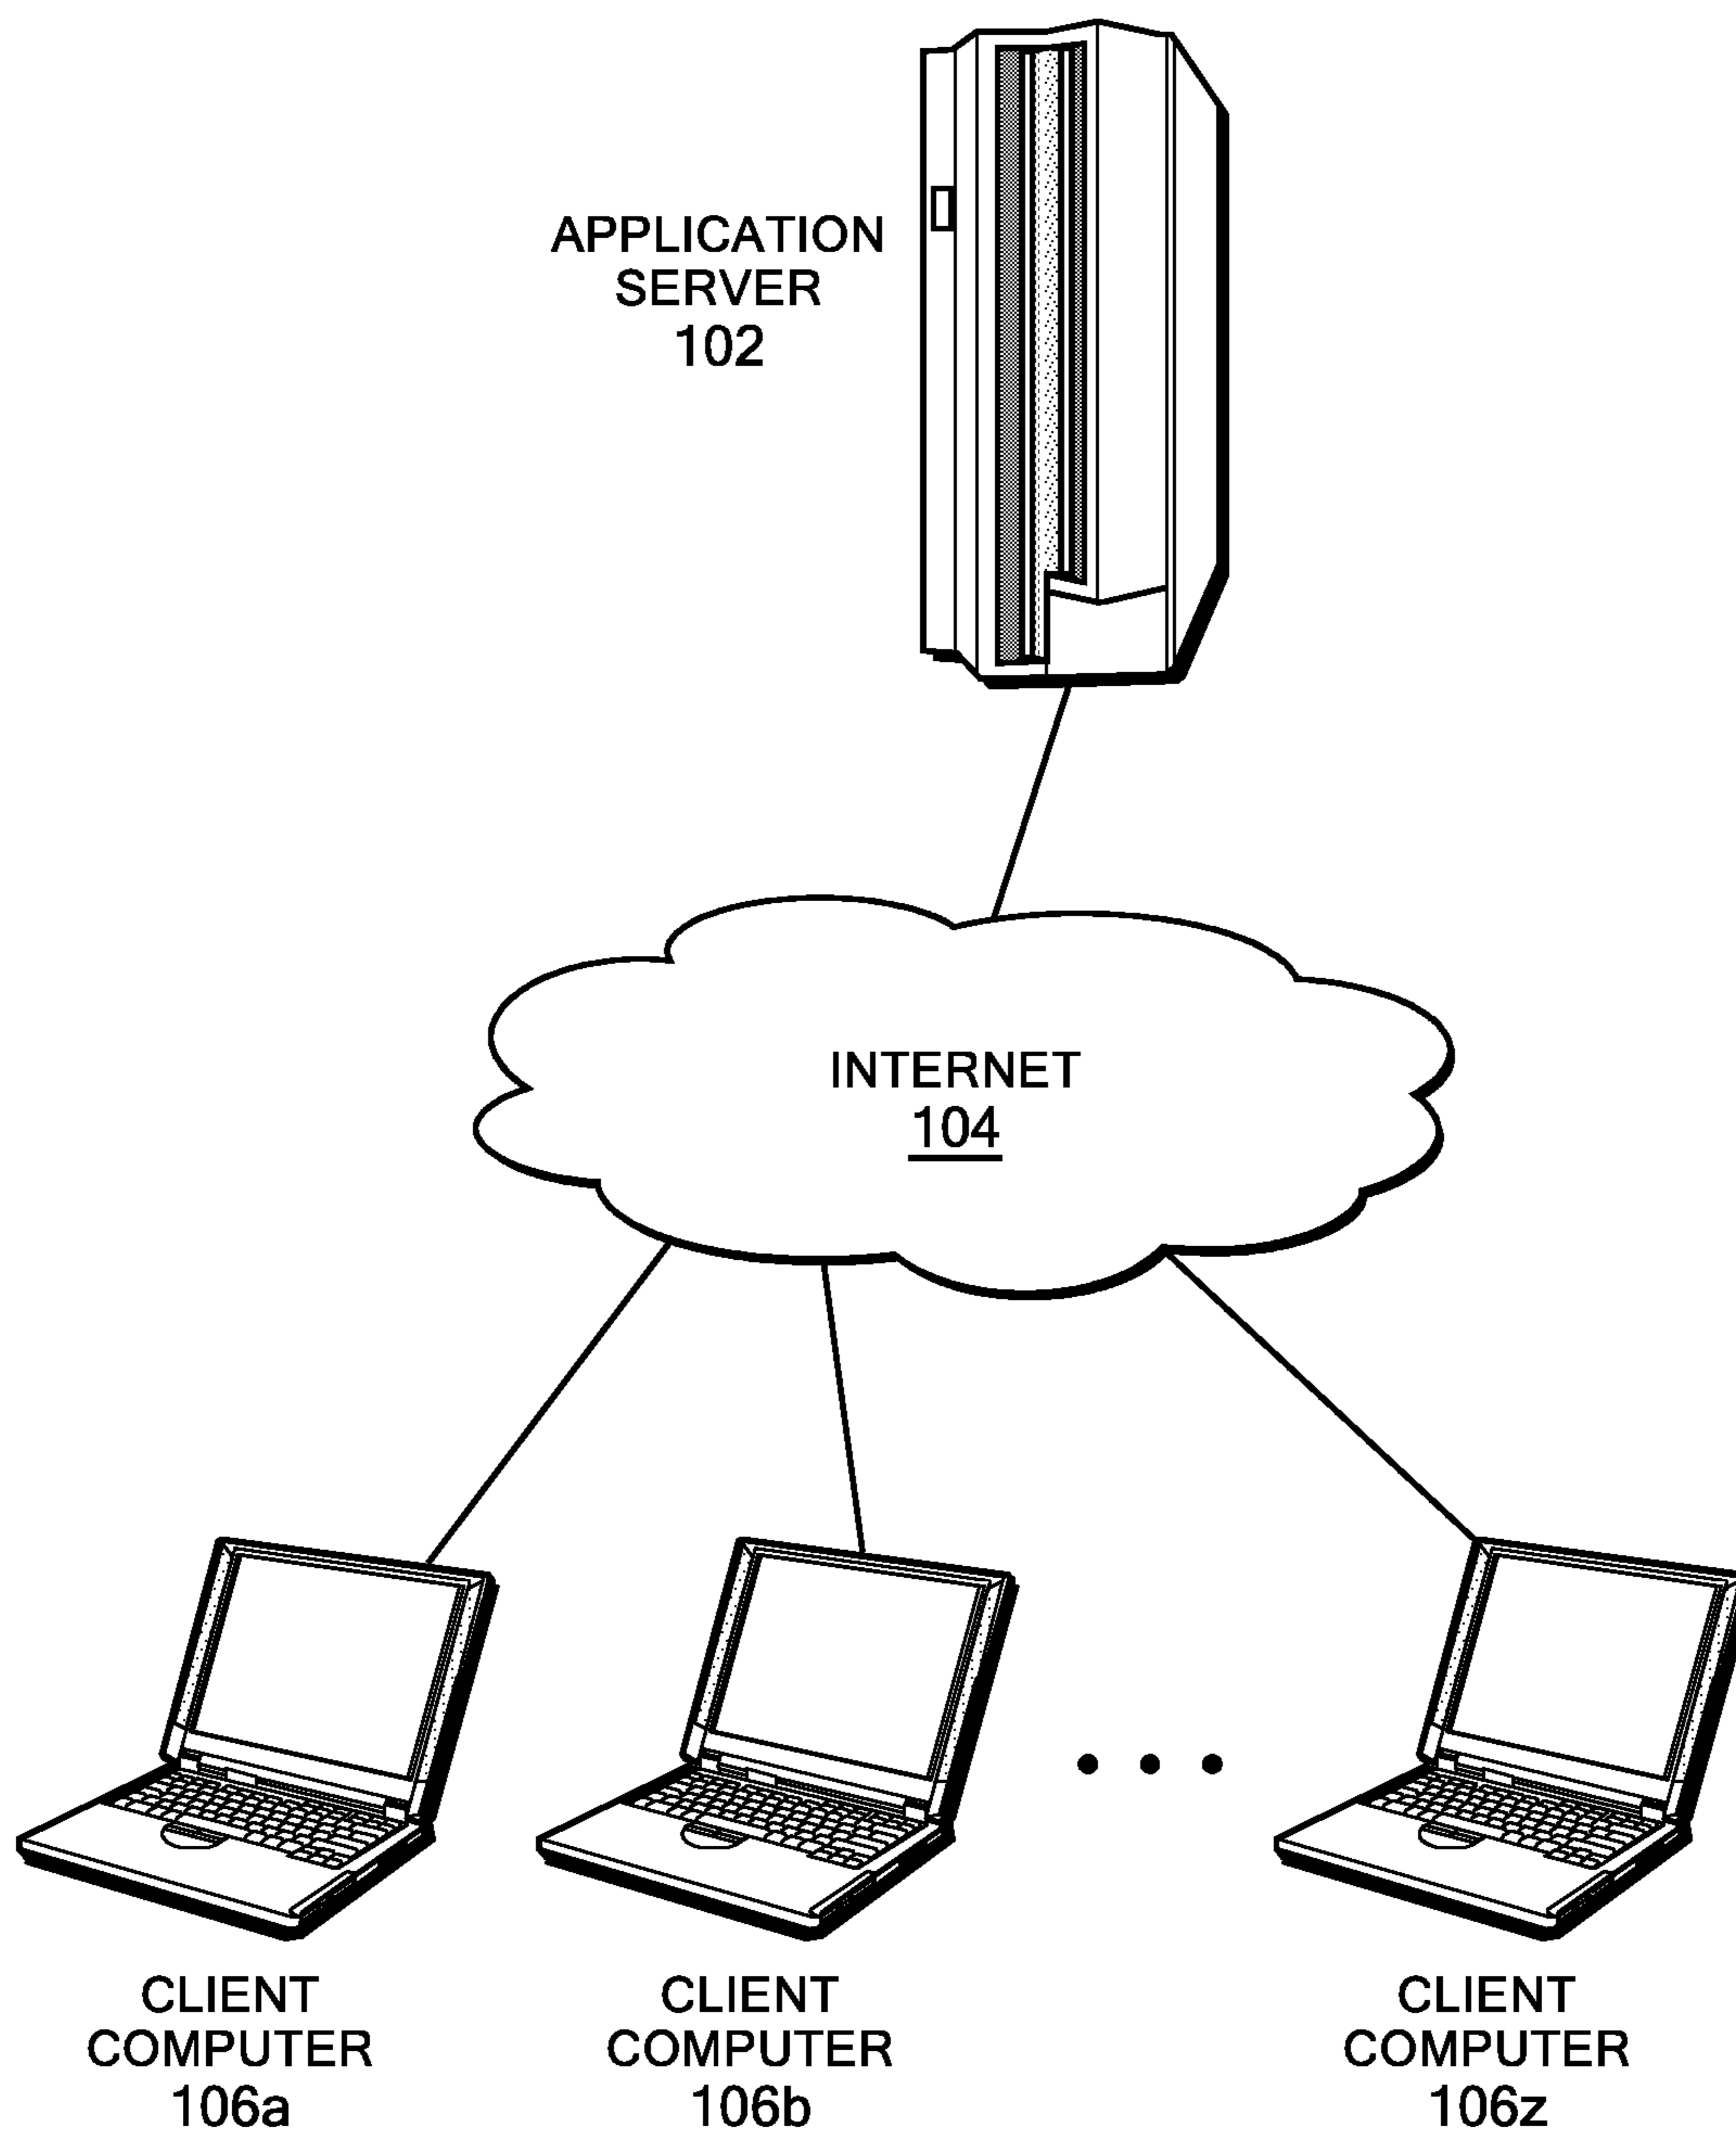 APPLICATION
SERVER
102
INTERNET
104
CLIENT
COMPUTER
106a
CLIENT
COMPUTER
106b
CLIENT
COMPUTER
106z